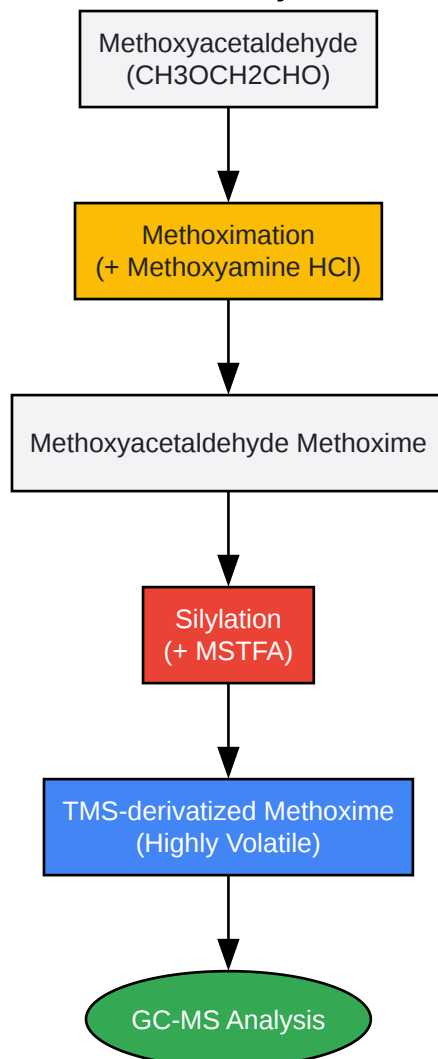 Methoxyacetaldehyde
(CH3OCH2CHO)
Methoximation
(+ Methoxyamine HCl)
Methoxyacetaldehyde Methoxime
Silylation
(+ MSTFA)
TMS-derivatized Methoxime
(Highly Volatile)
GC-MS Analysis